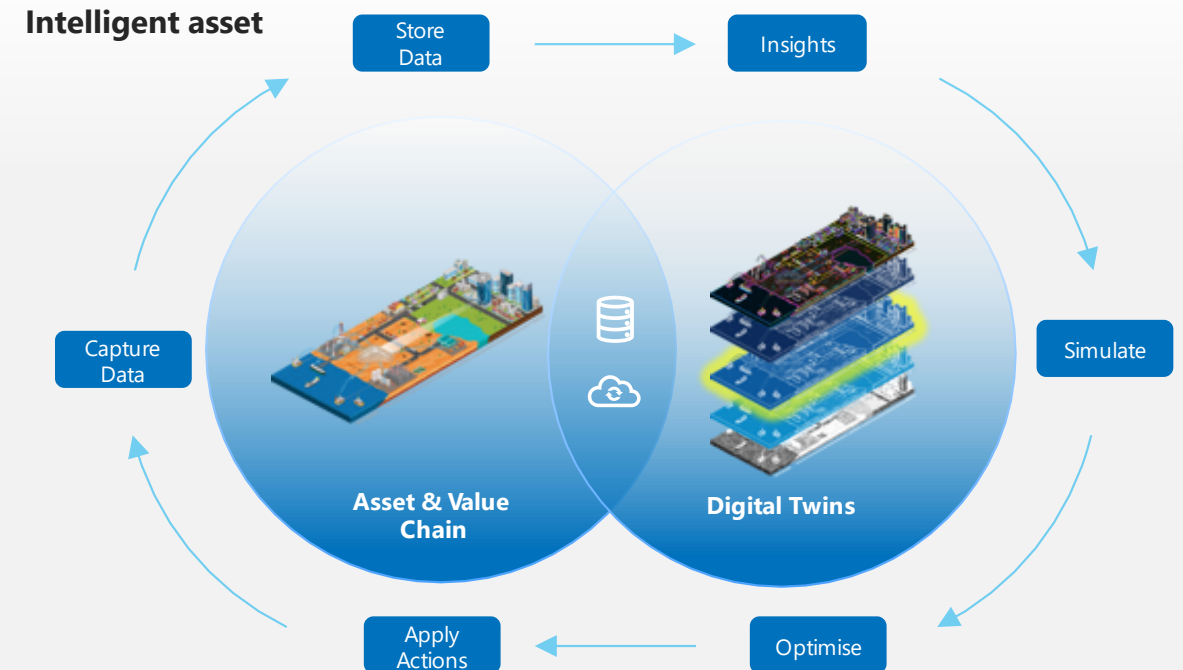 Intelligent asset
Store
Data
Insights
Capture
Data
Simulate
Asset & Value
Chain
Digital Twins
Apply
Actions
Optimise